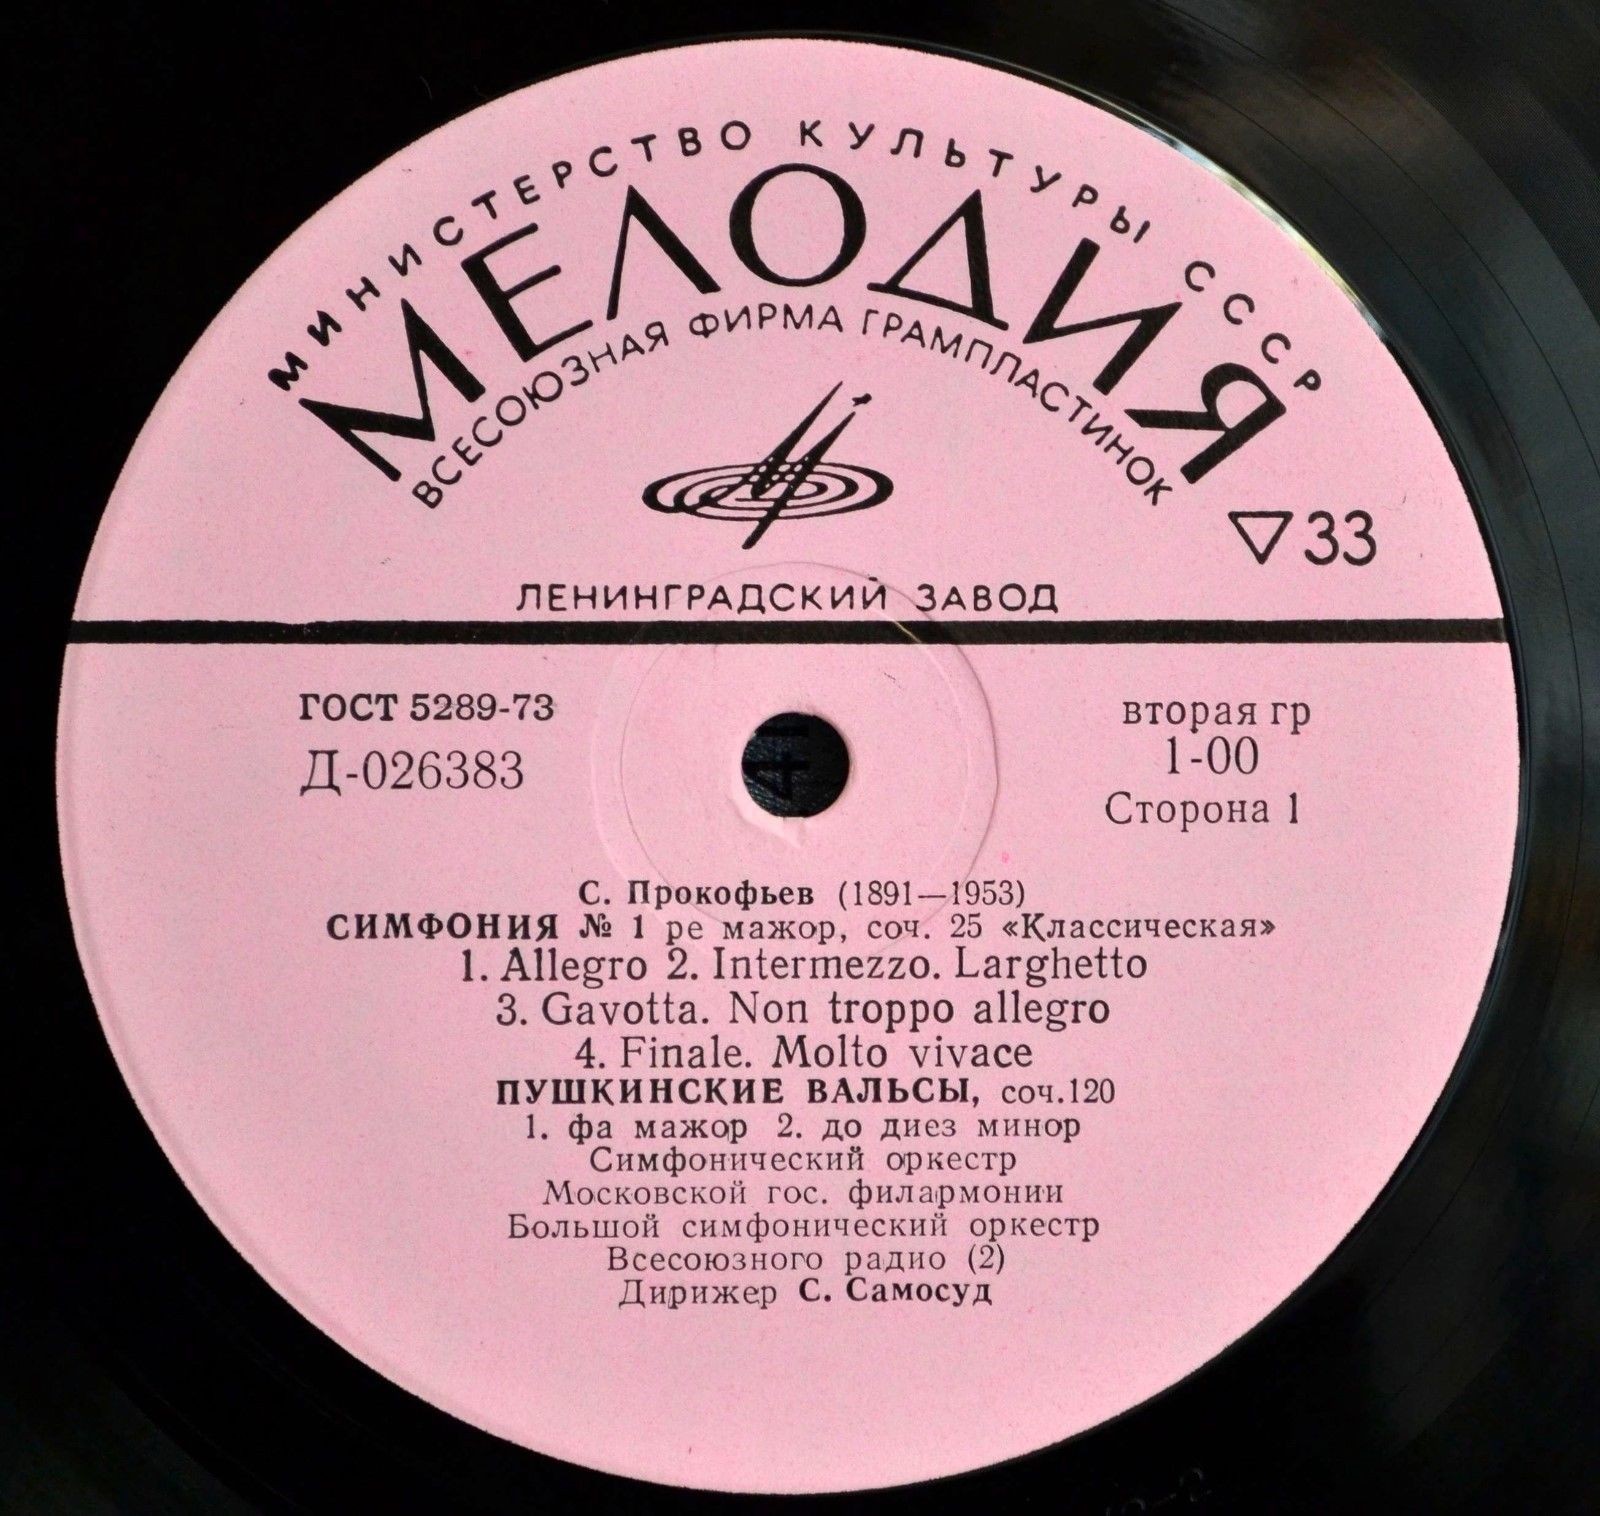 МИНИСТЕРСТВО КУЛЬТУРЫ СССР
МЕЛОДИЯ
ВСЕСОЮЗНАЯ ФИРМА ГРАМПЛАСТИНОК
▽33
ЛЕНИНГРАДСКИЙ ЗАВОД
ГОСТ 5289-73
Д-026383
вторая гр
1-00
Сторона 1
С. Прокофьев (1891—1953)
СИМФОНИЯ № 1 ре мажор, соч. 25 «Классическая»
1. Allegro 2. Intermezzo. Larghetto
3. Gavotta. Non troppo allegro
4. Finale. Molto vivace
ПУШКИНСКИЕ ВАЛЬСЫ, соч.120
1. фа мажор 2. до диез минор
Симфонический оркестр
Московской гос. филармонии
Большой симфонический оркестр
Всесоюзного радио (2)
Дирижер С. Самосуд